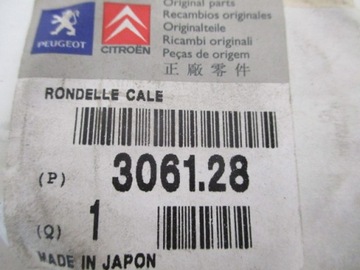 Original parts
Recambios originales
Originalteile
Ricambi originali
Peças de origem
正廠零件
PEUGEOT
CITROËN
RONDELLE CALE
(P) 3061.28
(Q) 1
MADE IN JAPON